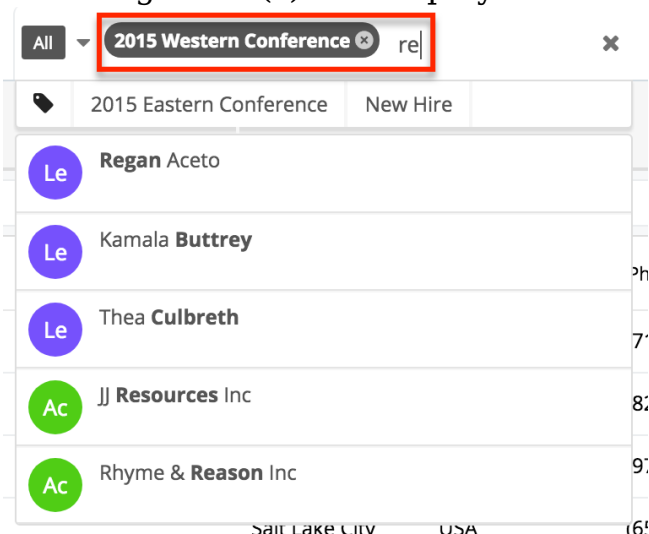 All 2015 Western Conference re
2015 Eastern Conference New Hire
Le Regan Aceto
Le Kamala Buttrey
Le Thea Culbreth
Ac JJ Resources Inc
Ac Rhyme & Reason Inc
Salt Lake City USA